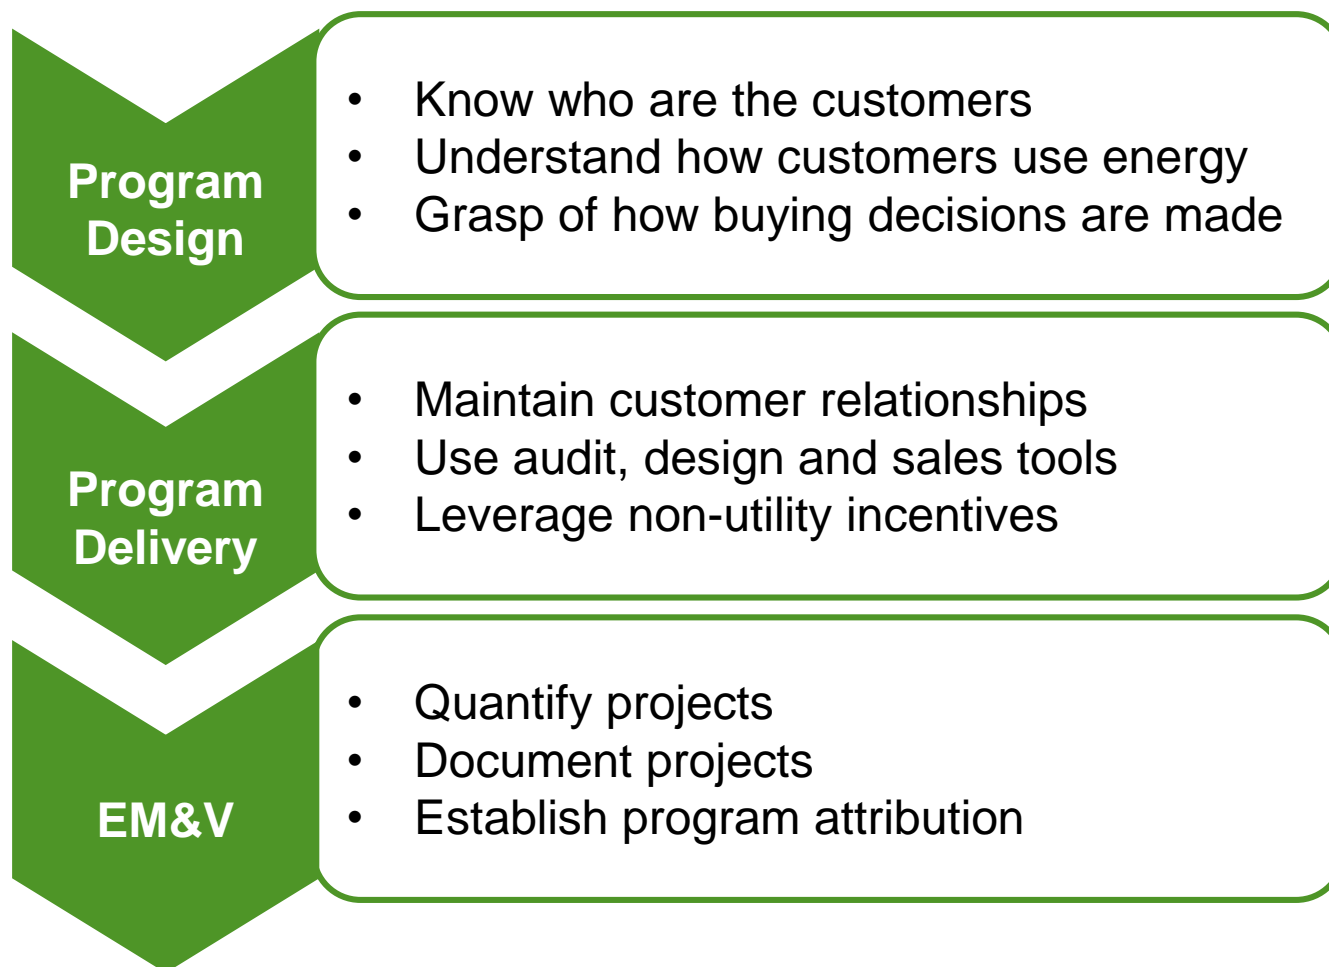 Program
Design
• Know who are the customers
• Understand how customers use energy
• Grasp of how buying decisions are made
Program
Delivery
• Maintain customer relationships
• Use audit, design and sales tools
• Leverage non-utility incentives
EM&V
• Quantify projects
• Document projects
• Establish program attribution